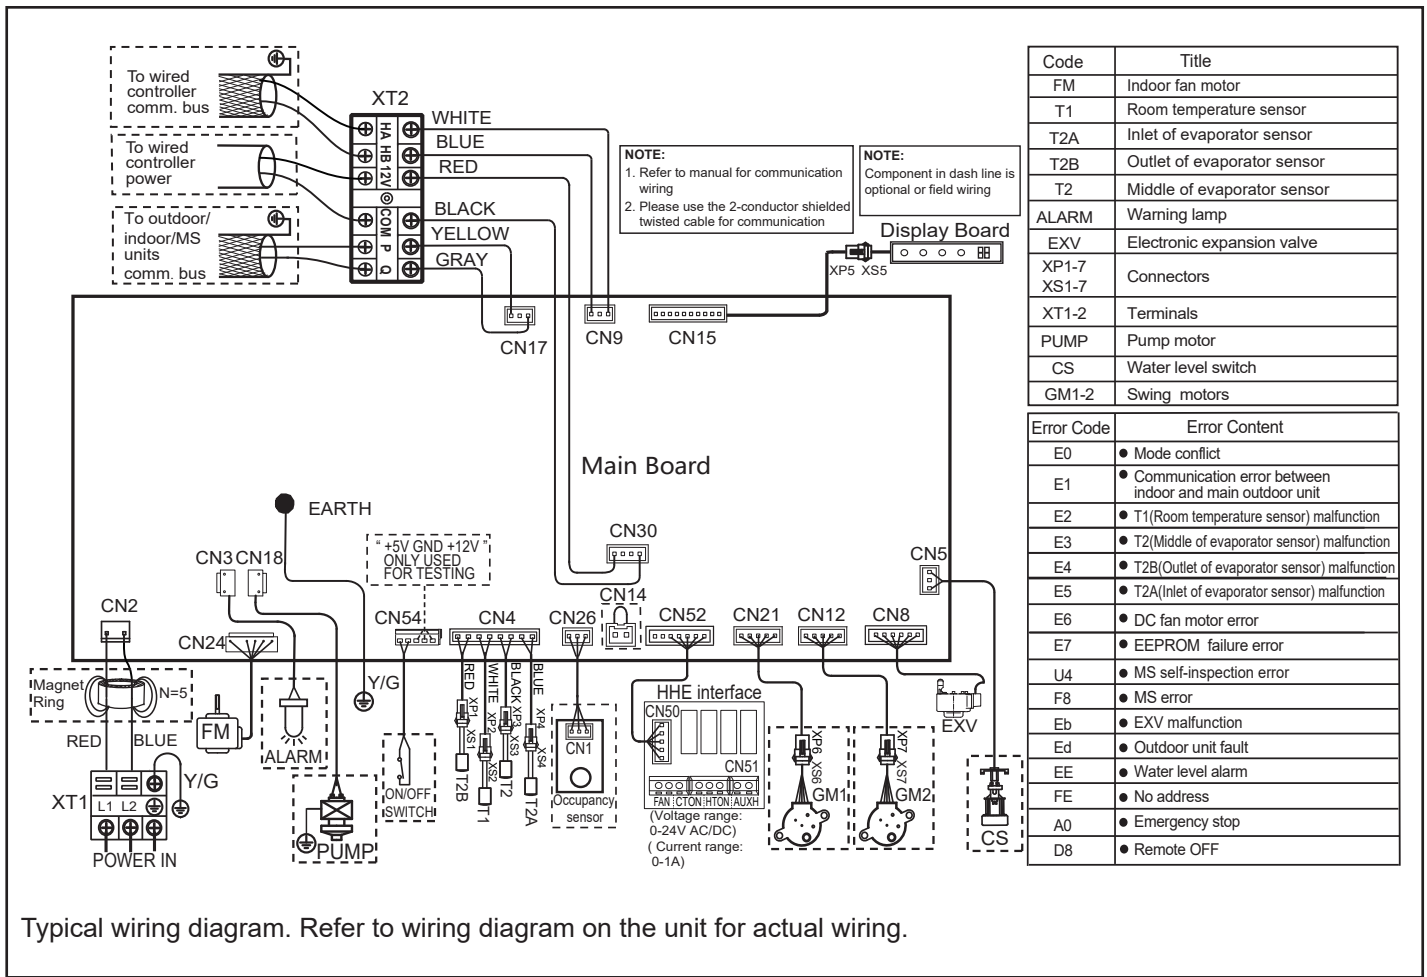 To wired
controller
comm. bus
To wired
controller
power
To outdoor/
indoor/MS
units
comm. bus
XT2
HA
HB
12V
COM
P
Q
WHITE
BLUE
RED
BLACK
YELLOW
GRAY
NOTE:
1. Refer to manual for communication
wiring
2. Please use the 2-conductor shielded
twisted cable for communication
NOTE:
Component in dash line is
optional or field wiring
Display Board
XP5 XS5
CN17
CN9
CN15
Main Board
EARTH
CN3 CN18
" +5V GND +12V "
ONLY USED
FOR TESTING
CN30
CN5
CN2
CN24
CN54
CN4
CN26
CN14
CN52
CN21
CN12
CN8
Magnet
Ring
N=5
RED
BLUE
Y/G
FM
ALARM
Y/G
PUMP
ON/OFF
SWITCH
RED
WHITE
BLACK
BLUE
XP1
XS1
XP2
XS2
XP3
XS3
XP4
XS4
T2B
T1
T2
T2A
CN1
Occupancy
sensor
HHE interface
CN50
CN51
FAN CTON HTON AUXH
(Voltage range:
0-24V AC/DC)
( Current range:
0-1A)
XP6
XS6
GM1
XP7
XS7
GM2
EXV
CS
XT1
L1 L2
POWER IN
Code Title
FM Indoor fan motor
T1 Room temperature sensor
T2A Inlet of evaporator sensor
T2B Outlet of evaporator sensor
T2 Middle of evaporator sensor
ALARM Warning lamp
EXV Electronic expansion valve
XP1-7
XS1-7
Connectors
XT1-2 Terminals
PUMP Pump motor
CS Water level switch
GM1-2 Swing motors
Error Code Error Content
E0 ● Mode conflict
E1 ● Communication error between
indoor and main outdoor unit
E2 ● T1(Room temperature sensor) malfunction
E3 ● T2(Middle of evaporator sensor) malfunction
E4 ● T2B(Outlet of evaporator sensor) malfunction
E5 ● T2A(Inlet of evaporator sensor) malfunction
E6 ● DC fan motor error
E7 ● EEPROM failure error
U4 ● MS self-inspection error
F8 ● MS error
Eb ● EXV malfunction
Ed ● Outdoor unit fault
EE ● Water level alarm
FE ● No address
A0 ● Emergency stop
D8 ● Remote OFF
Typical wiring diagram. Refer to wiring diagram on the unit for actual wiring.